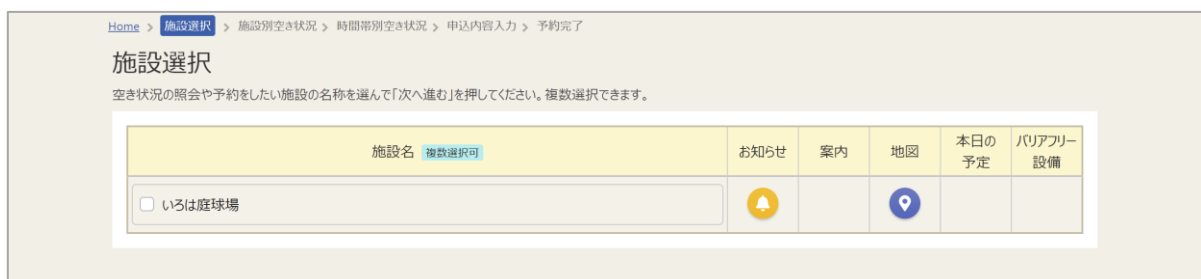 Home > 施設選択 > 施設別空き状況 > 時間帯別空き状況 > 申込内容入力 > 予約完了
施設選択
空き状況の照会や予約をしたい施設の名称を選んで「次へ進む」を押してください。複数選択できます。
施設名 複数選択可 お知らせ 案内 地図 本日の予定 バリアフリー設備
いろは庭球場